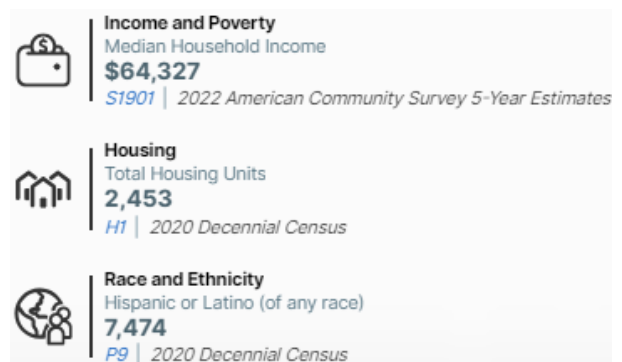 Income and Poverty
Median Household Income
$64,327
S1901 | 2022 American Community Survey 5-Year Estimates
Housing
Total Housing Units
2,453
H1 | 2020 Decennial Census
Race and Ethnicity
Hispanic or Latino (of any race)
7,474
P9 | 2020 Decennial Census